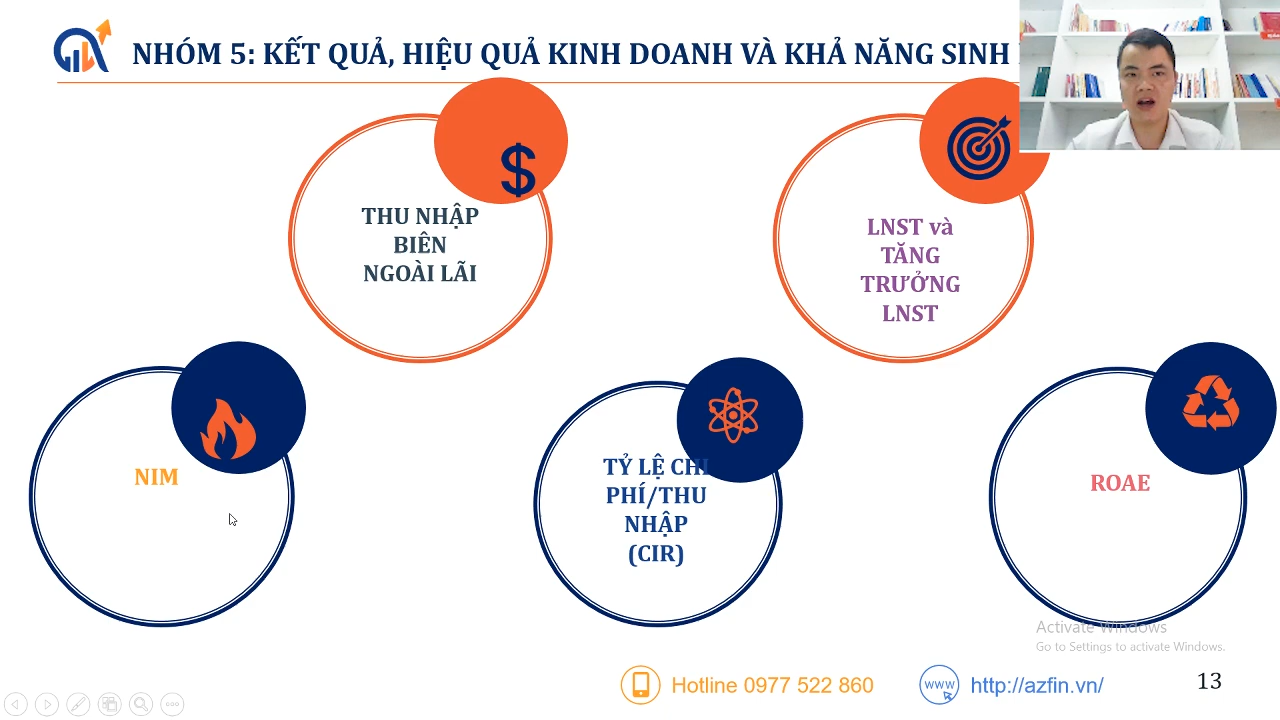 NHÓM 5: KẾT QUẢ, HIỆU QUẢ KINH DOANH VÀ KHẢ NĂNG SINH
$
THU NHẬP
BIÊN
NGOÀI LÃI
LNST và
TĂNG
TRƯỞNG
LNST
NIM
TỶ LỆ CHI
PHÍ/THU
NHẬP
(CIR)
ROAE
Activate Windows
Go to Settings to activate Windows.
Hotline 0977 522 860
www
http://azfin.vn/
13